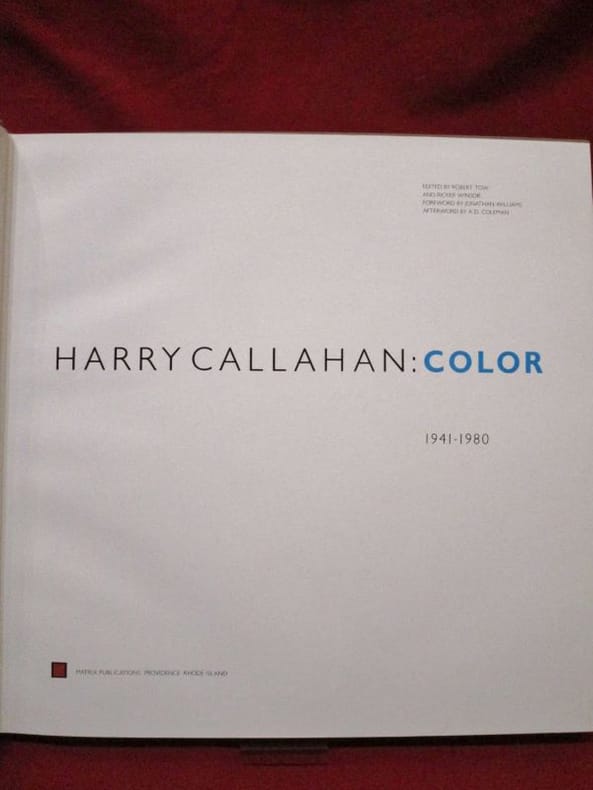 EDITED BY ROBERT TOW
AND RICKER WINSOR
FOREWORD BY JONATHAN WILLIAMS
AFTERWORD BY A.D. COLEMAN
HARRY CALLAHAN: COLOR
1941-1980
MATRIX PUBLICATIONS PROVIDENCE RHODE ISLAND